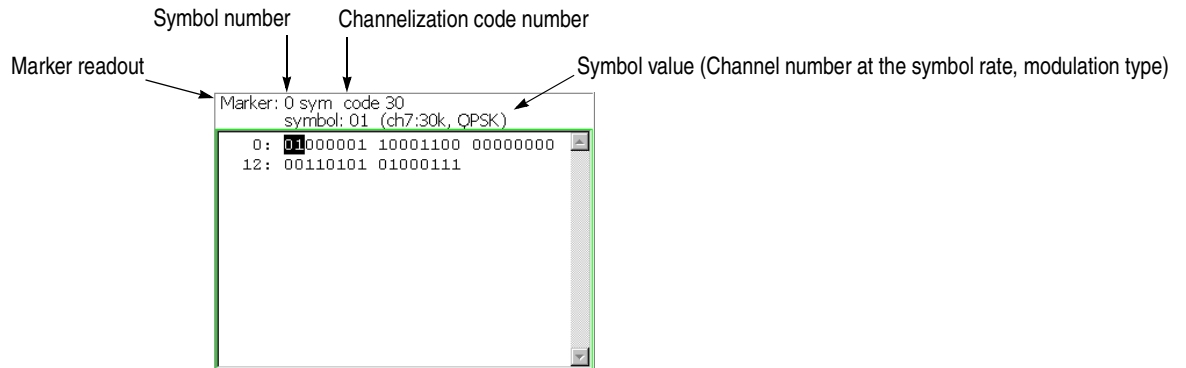 Symbol number Channelization code number
Marker readout Symbol value (Channel number at the symbol rate, modulation type)
Marker: 0 sym code 30
symbol: 01 (ch7:30k, QPSK)
0: 01000001 10001100 00000000
12: 00110101 01000111